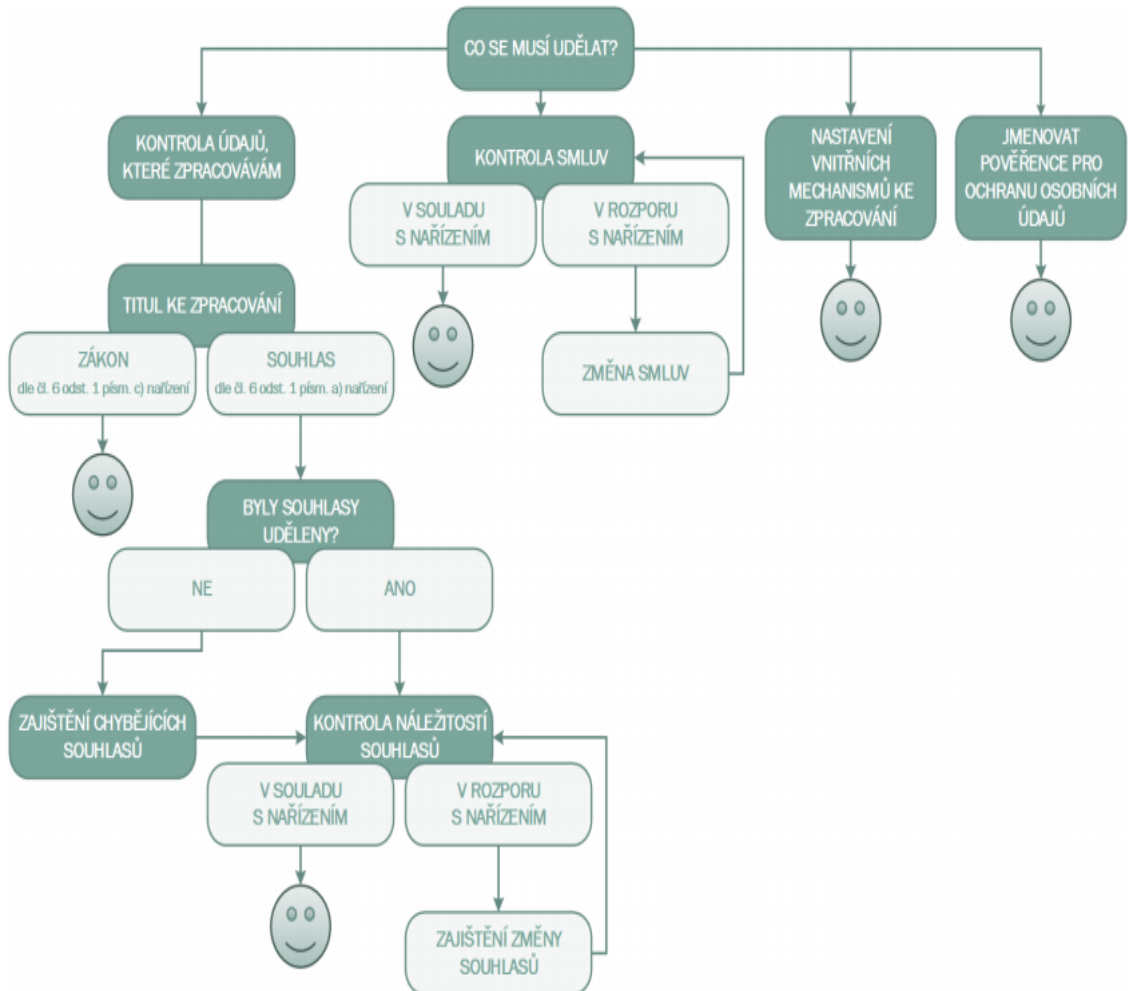 CO SE MUSÍ UDĚLAT?
KONTROLA ÚDAJŮ,
KTERÉ ZPRACOVÁVÁM
KONTROLA SMLUV
NASTAVENÍ
VNITŘNÍCH
MECHANISMŮ KE
ZPRACOVÁNÍ
JMENOVAT
POVĚŘENCE PRO
OCHRANU OSOBNÍCH
ÚDAJŮ
V SOULADU
S NAŘÍZENÍM
V ROZPORU
S NAŘÍZENÍM
ZMĚNA SMLUV
TITUL KE ZPRACOVÁNÍ
ZÁKON
dle čl. 6 odst. 1 písm. c) nařízení
SOUHLAS
dle čl. 6 odst. 1 písm. a) nařízení
BYLY SOUHLASY
UDĚLENY?
NE
ANO
ZAJIŠTĚNÍ CHYBĚJÍCÍCH
SOUHLASŮ
KONTROLA NÁLEŽITOSTÍ
SOUHLASŮ
V SOULADU
S NAŘÍZENÍM
V ROZPORU
S NAŘÍZENÍM
ZAJIŠTĚNÍ ZMĚNY
SOUHLASŮ